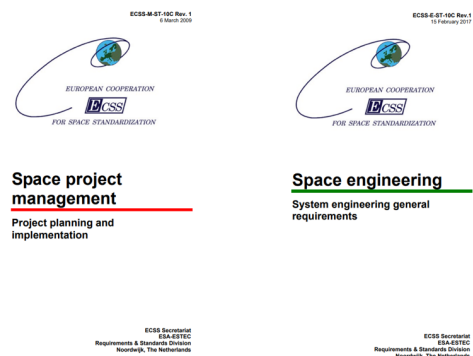 ECSS-M-ST-10C Rev. 1
6 March 2009
EUROPEAN COOPERATION
ECSS
FOR SPACE STANDARDIZATION
Space project
management
Project planning and
implementation
ECSS Secretariat
ESA-ESTEC
Requirements & Standards Division
Noordwijk, The Netherlands
ECSS-E-ST-10C Rev.1
15 February 2017
EUROPEAN COOPERATION
ECSS
FOR SPACE STANDARDIZATION
Space engineering
System engineering general
requirements
ECSS Secretariat
ESA-ESTEC
Requirements & Standards Division
Noordwijk, The Netherlands